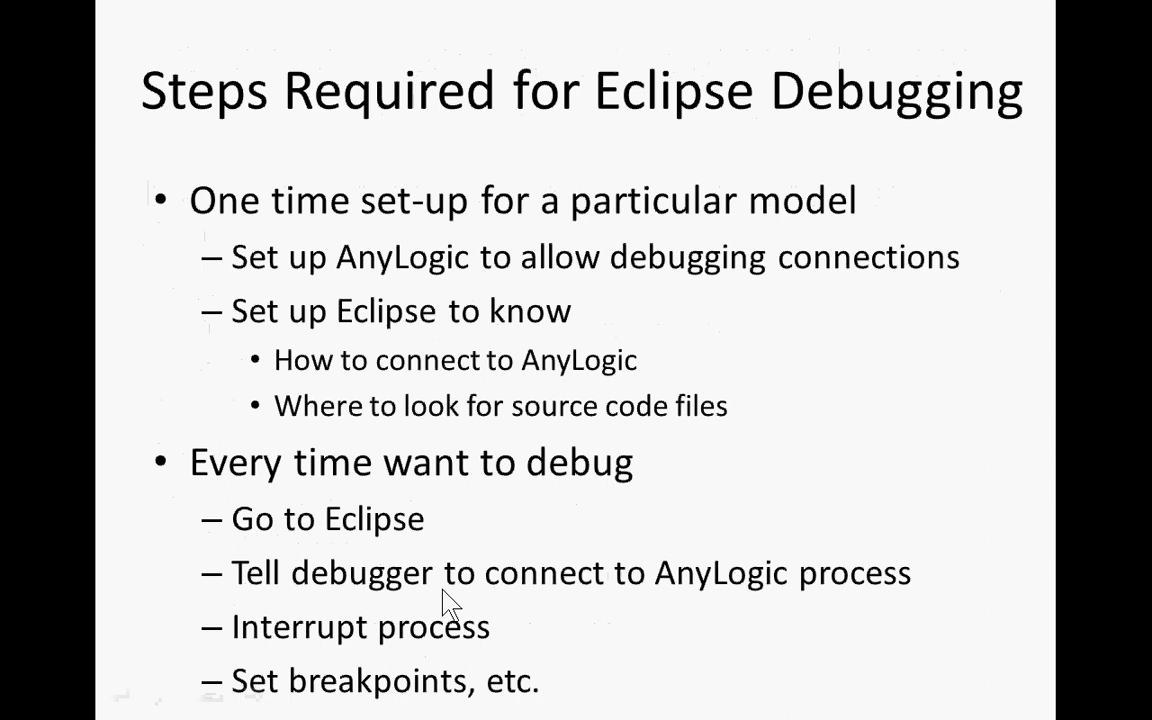 Steps Required for Eclipse Debugging
• One time set-up for a particular model
– Set up AnyLogic to allow debugging connections
– Set up Eclipse to know
• How to connect to AnyLogic
• Where to look for source code files
• Every time want to debug
– Go to Eclipse
– Tell debugger to connect to AnyLogic process
– Interrupt process
– Set breakpoints, etc.